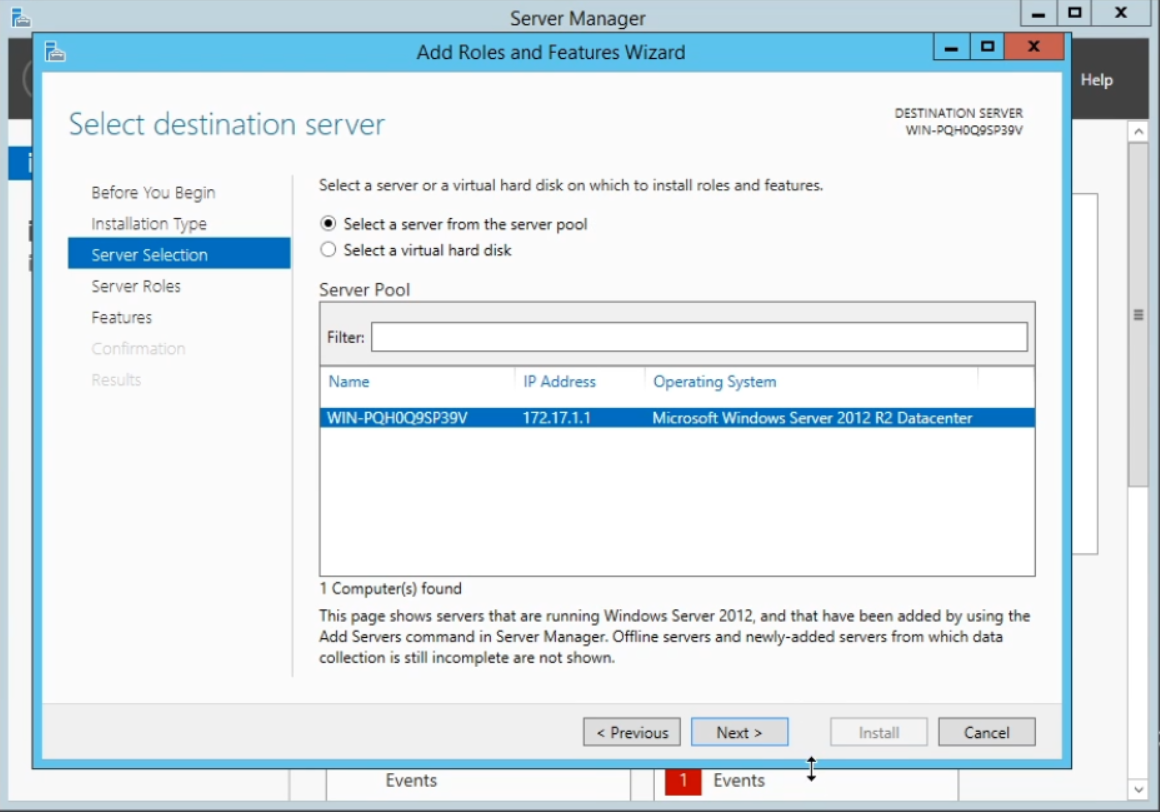 Server Manager
Add Roles and Features Wizard
Help
Select destination server
DESTINATION SERVER
WIN-PQH0Q9SP39V
Before You Begin
Installation Type
Server Selection
Server Roles
Features
Confirmation
Results
Select a server or a virtual hard disk on which to install roles and features.
Select a server from the server pool
Select a virtual hard disk
Server Pool
Filter:
Name IP Address Operating System
WIN-PQH0Q9SP39V 172.17.1.1 Microsoft Windows Server 2012 R2 Datacenter
1 Computer(s) found
This page shows servers that are running Windows Server 2012, and that have been added by using the
Add Servers command in Server Manager. Offline servers and newly-added servers from which data
collection is still incomplete are not shown.
< Previous Next > Install Cancel
Events 1 Events